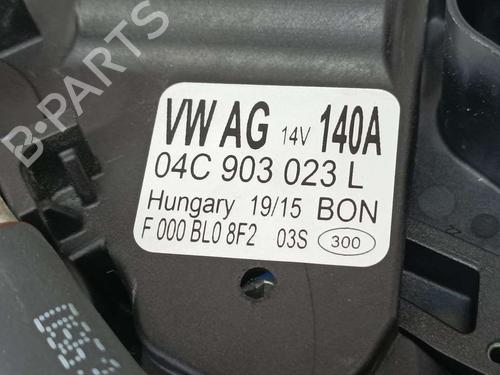 B-PARTS
VW AG 14V 140A
04C 903 023 L
Hungary 19/15 BON
F 000 BL0 8F2 03S 300